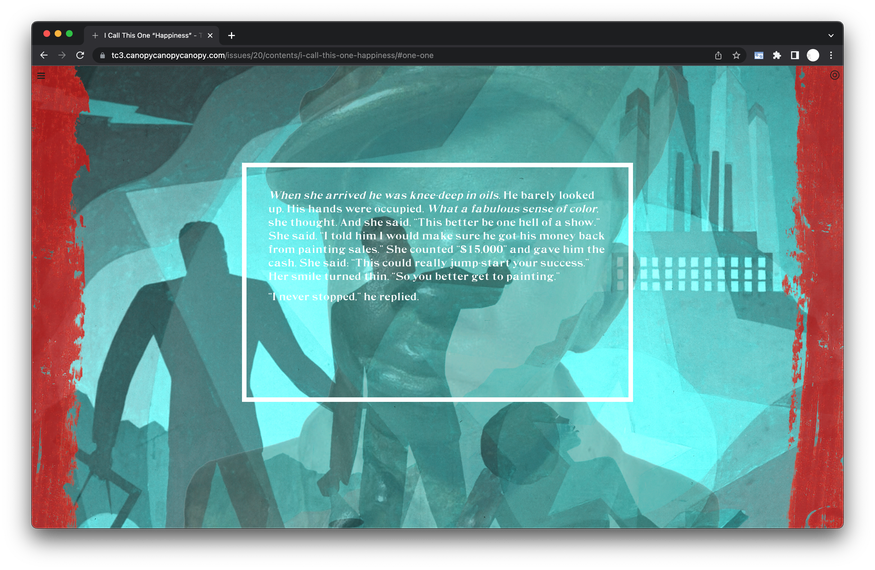 I Call This One “Happiness” - T
tc3.canopycanopycanopy.com/issues/20/contents/i-call-this-one-happiness/#one-one
When she arrived he was knee-deep in oils. He barely looked
up. His hands were occupied. What a fabulous sense of color,
she thought. And she said, “This better be one hell of a show.”
She said, “I told him I would make sure he got his money back
from painting sales.” She counted “$15,000” and gave him the
cash. She said: “This could really jump-start your success.”
Her smile turned thin. “So you better get to painting.”
“I never stopped,” he replied.